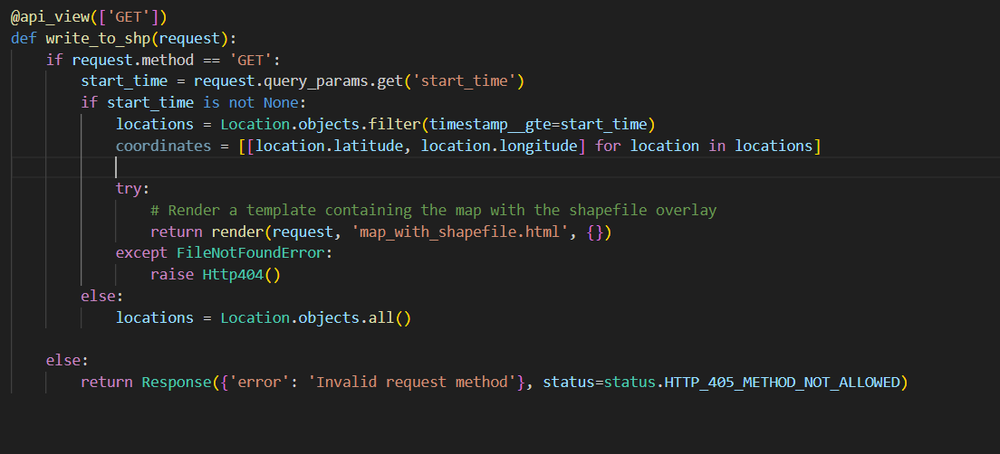 @api_view(['GET'])
def write_to_shp(request):
    if request.method == 'GET':
        start_time = request.query_params.get('start_time')
        if start_time is not None:
            locations = Location.objects.filter(timestamp__gte=start_time)
            coordinates = [[location.latitude, location.longitude] for location in locations]
            try:
                # Render a template containing the map with the shapefile overlay
                return render(request, 'map_with_shapefile.html', {})
            except FileNotFoundError:
                raise Http404()
        else:
            locations = Location.objects.all()
    else:
        return Response({'error': 'Invalid request method'}, status=status.HTTP_405_METHOD_NOT_ALLOWED)